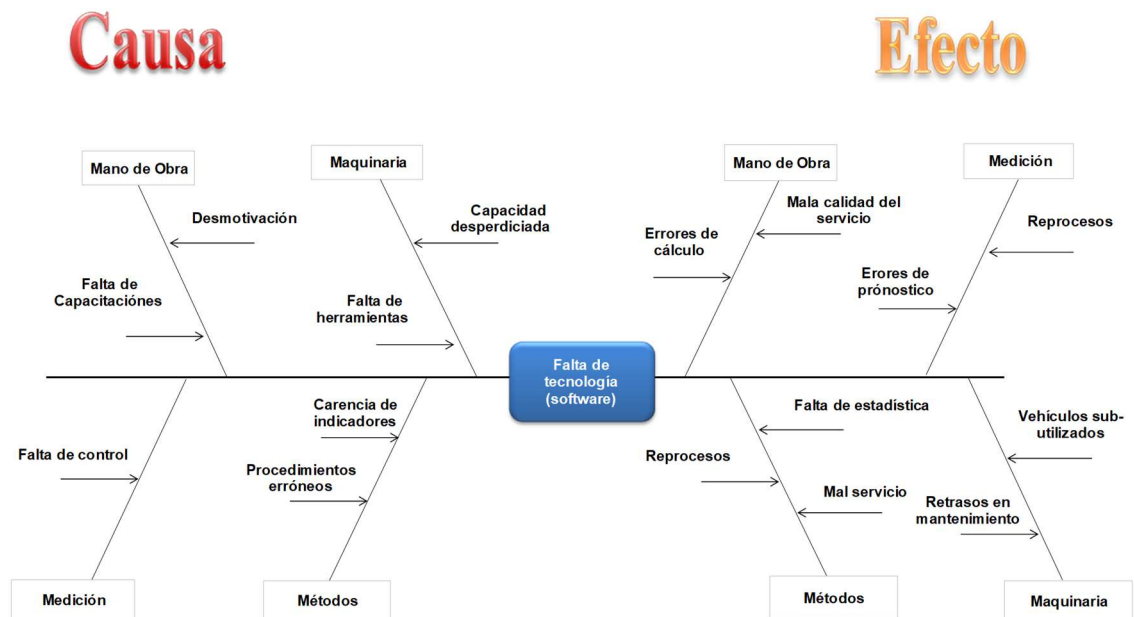 Causa
Efecto
Mano de Obra
Maquinaria
Mano de Obra
Medición
Desmotivación
Capacidad
desperdiciada
Mala calidad del
servicio
Reprocesos
Errores de
cálculo
Falta de
Capacitaciónes
Falta de
herramientas
Erores de
prónostico
Falta de
tecnología
(software)
Carencia de
indicadores
Falta de estadística
Vehículos sub-
utilizados
Falta de control
Procedimientos
erróneos
Reprocesos
Mal servicio
Retrasos en
mantenimiento
Medición
Métodos
Métodos
Maquinaria